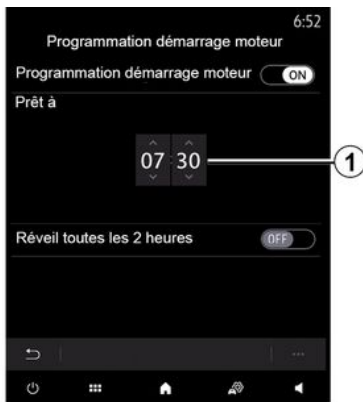 6:52
Programmation démarrage moteur
Programmation démarrage moteur ON
Prêt à
07 30
1
Réveil toutes les 2 heures OFF